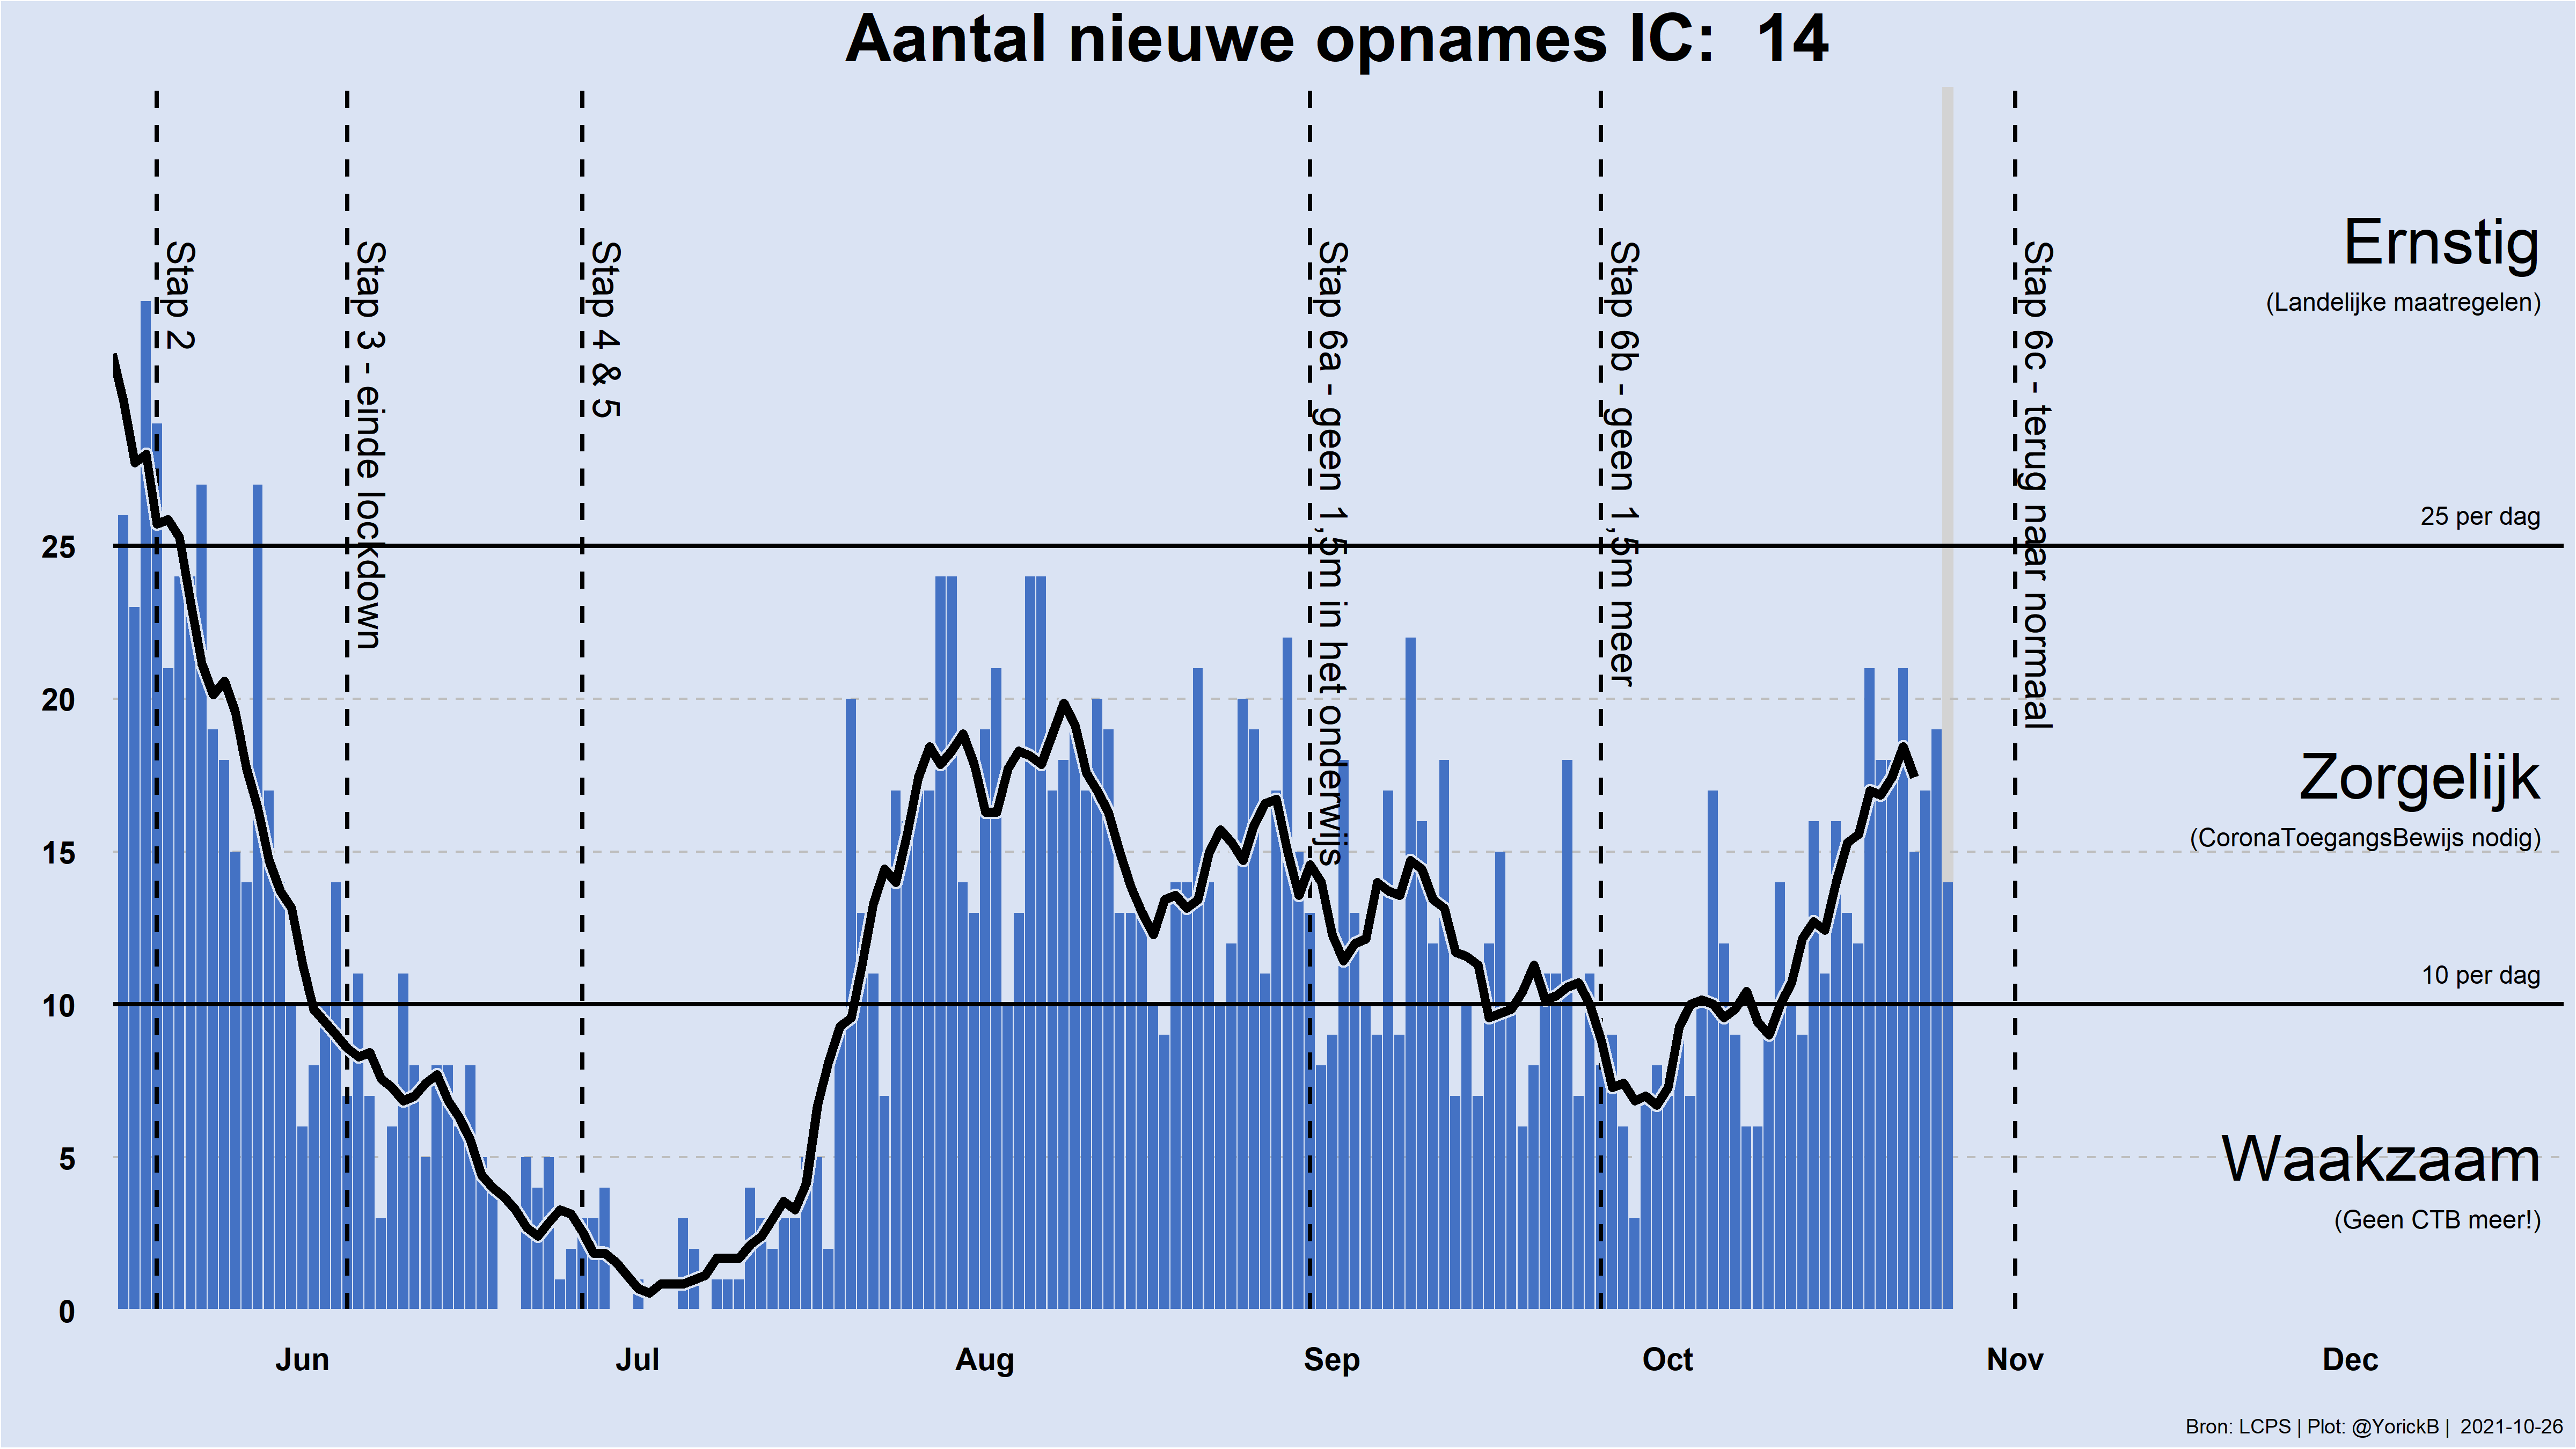 Aantal nieuwe opnames IC:  14
Stap 2
Stap 3 - einde lockdown
Stap 4 & 5
Stap 6a - geen 1,5m in het onderwijs
Stap 6b - geen 1,5m meer
Stap 6c - terug naar normaal
Ernstig
(Landelijke maatregelen)
25 per dag
25
20
Zorgelijk
(CoronaToegangsBewijs nodig)
15
10 per dag
10
Waakzaam
5
(Geen CTB meer!)
0
Jun Jul Aug Sep Oct Nov Dec
Bron: LCPS | Plot: @YorickB |  2021-10-26